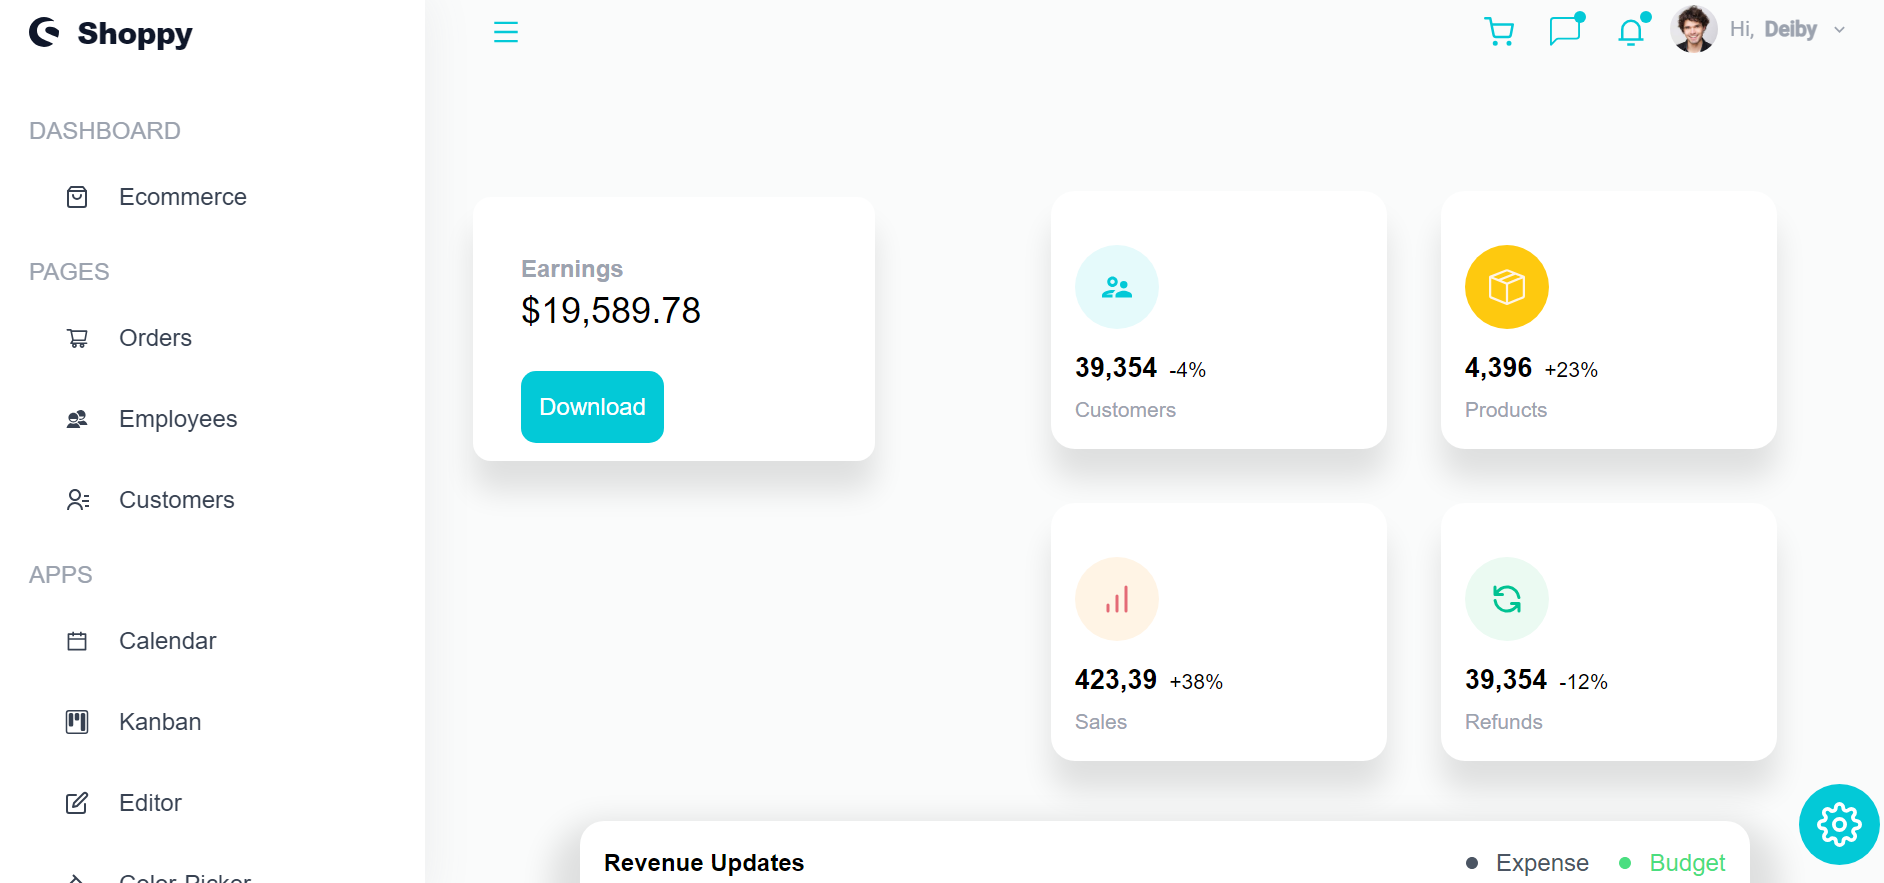 Shoppy
Hi, Deiby
DASHBOARD
Ecommerce
PAGES
Orders
Employees
Customers
APPS
Calendar
Kanban
Editor
Color Picker
Earnings
$19,589.78
Download
39,354 -4%
Customers
4,396 +23%
Products
423,39 +38%
Sales
39,354 -12%
Refunds
Revenue Updates
Expense
Budget